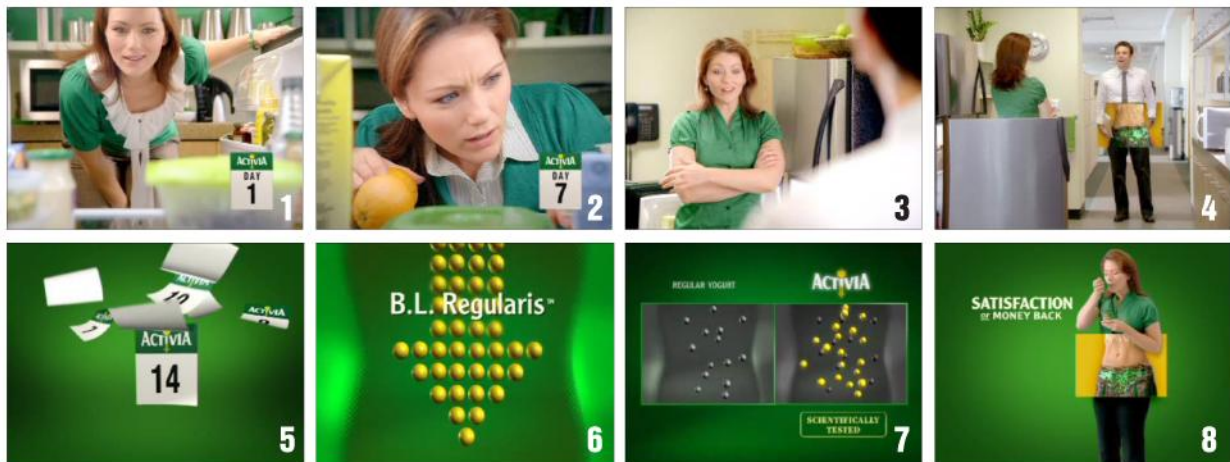 ACTIVIA
DAY
1
1
ACTIVIA
DAY
7
2
3
4
ACTIVIA
ACTIVIA
14
5
B.L. Regularis™
6
REGULAR YOGURT
ACTIVIA
SCIENTIFICALLY
TESTED
7
SATISFACTION
or MONEY BACK
8